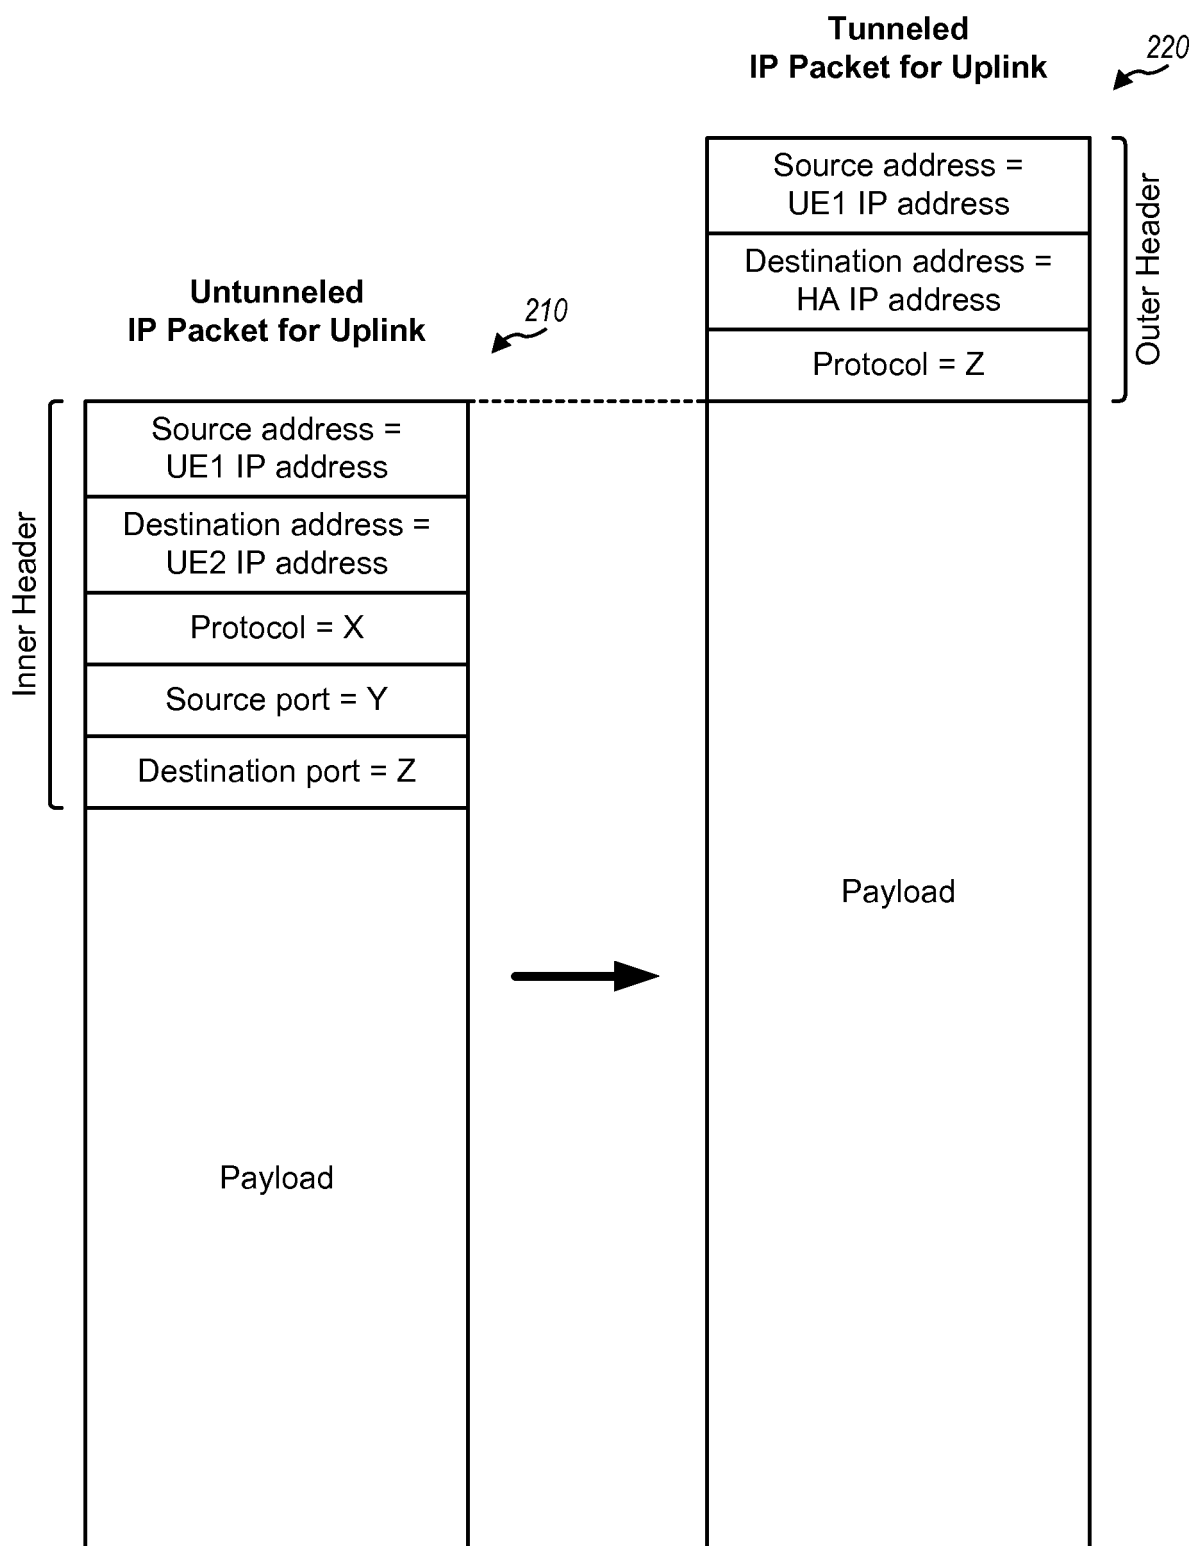 Tunneled
IP Packet for Uplink
220
Source address =
UE1 IP address
Destination address =
HA IP address
Protocol = Z
Outer Header
Payload
Untunneled
IP Packet for Uplink
210
Inner Header
Source address =
UE1 IP address
Destination address =
UE2 IP address
Protocol = X
Source port = Y
Destination port = Z
Payload